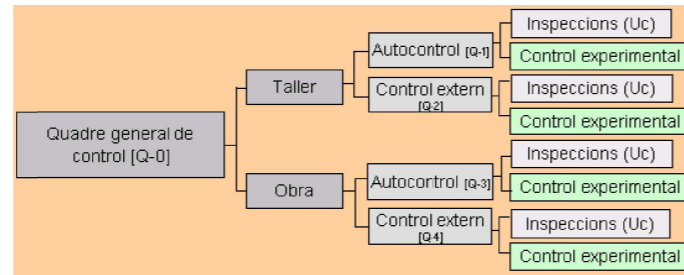 Quadre general de
control [Q-0]
Taller
Autocontrol [Q-1]
Inspeccions (Uc)
Control experimental
Control extern
[Q-2]
Inspeccions (Uc)
Control experimental
Obra
Autocontrol [Q-3]
Inspeccions (Uc)
Control experimental
Control extern
[Q-4]
Inspeccions (Uc)
Control experimental